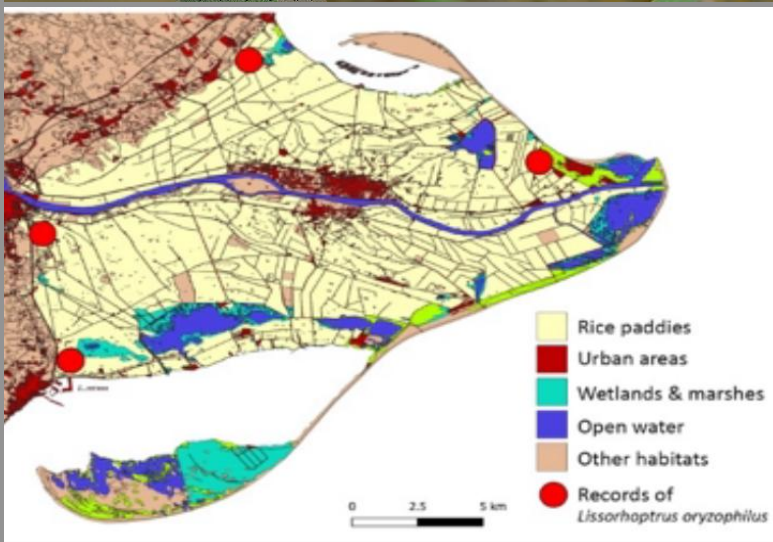 Rice paddies
Urban areas
Wetlands & marshes
Open water
Other habitats
Records of
Lissorhoptrus oryzophilus
0 2.5 5 km